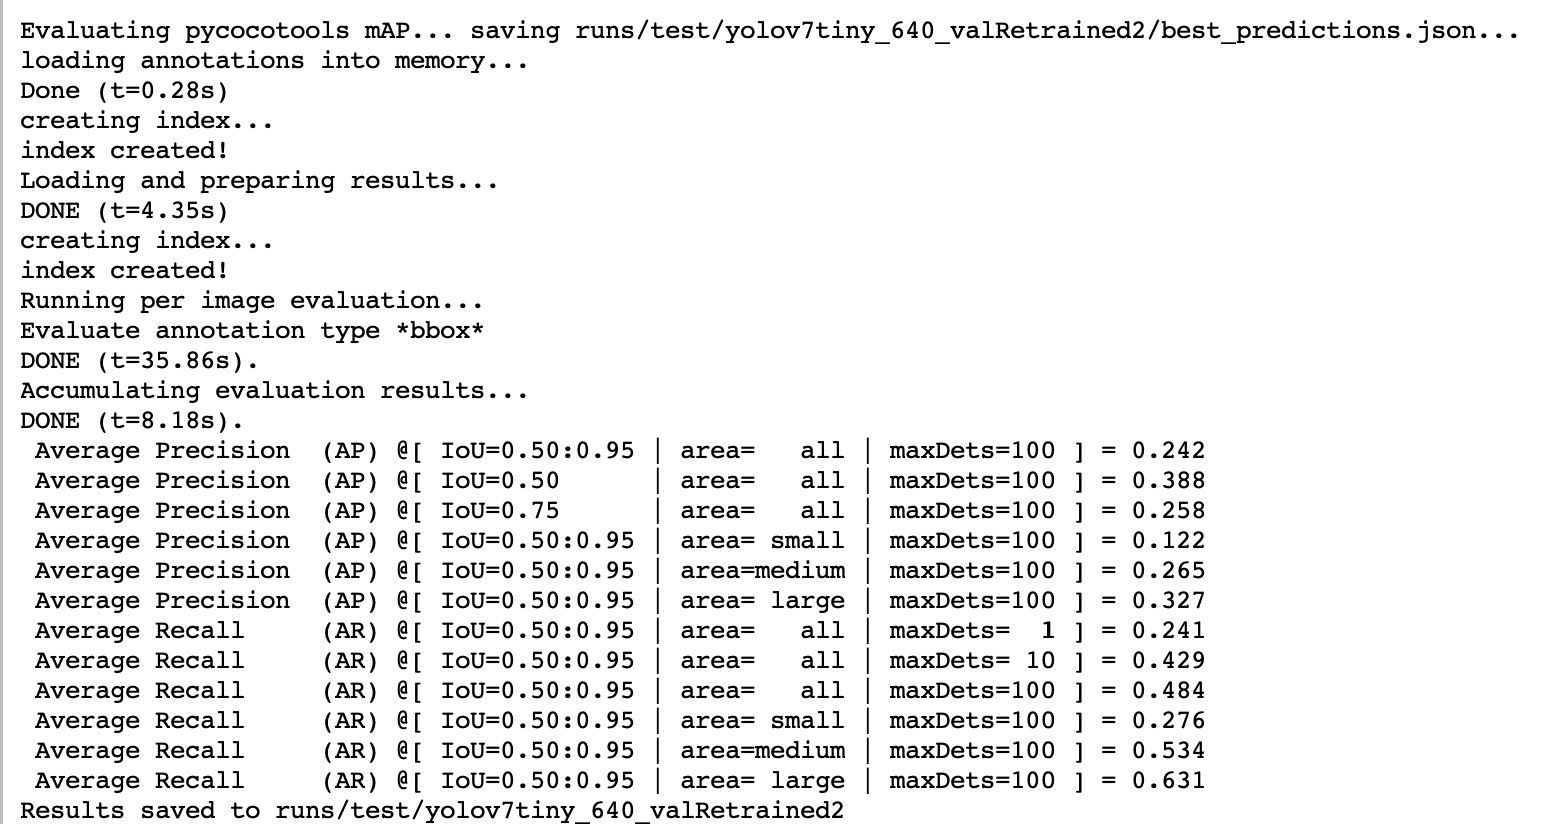 Evaluating pycocotools mAP... saving runs/test/yolov7tiny_640_valRetrained2/best_predictions.json...
loading annotations into memory...
Done (t=0.28s)
creating index...
index created!
Loading and preparing results...
DONE (t=4.35s)
creating index...
index created!
Running per image evaluation...
Evaluate annotation type *bbox*
DONE (t=35.86s).
Accumulating evaluation results...
DONE (t=8.18s).
 Average Precision  (AP) @[ IoU=0.50:0.95 | area=   all | maxDets=100 ] = 0.242
 Average Precision  (AP) @[ IoU=0.50      | area=   all | maxDets=100 ] = 0.388
 Average Precision  (AP) @[ IoU=0.75      | area=   all | maxDets=100 ] = 0.258
 Average Precision  (AP) @[ IoU=0.50:0.95 | area= small | maxDets=100 ] = 0.122
 Average Precision  (AP) @[ IoU=0.50:0.95 | area=medium | maxDets=100 ] = 0.265
 Average Precision  (AP) @[ IoU=0.50:0.95 | area= large | maxDets=100 ] = 0.327
 Average Recall     (AR) @[ IoU=0.50:0.95 | area=   all | maxDets=  1 ] = 0.241
 Average Recall     (AR) @[ IoU=0.50:0.95 | area=   all | maxDets= 10 ] = 0.429
 Average Recall     (AR) @[ IoU=0.50:0.95 | area=   all | maxDets=100 ] = 0.484
 Average Recall     (AR) @[ IoU=0.50:0.95 | area= small | maxDets=100 ] = 0.276
 Average Recall     (AR) @[ IoU=0.50:0.95 | area=medium | maxDets=100 ] = 0.534
 Average Recall     (AR) @[ IoU=0.50:0.95 | area= large | maxDets=100 ] = 0.631
Results saved to runs/test/yolov7tiny_640_valRetrained2